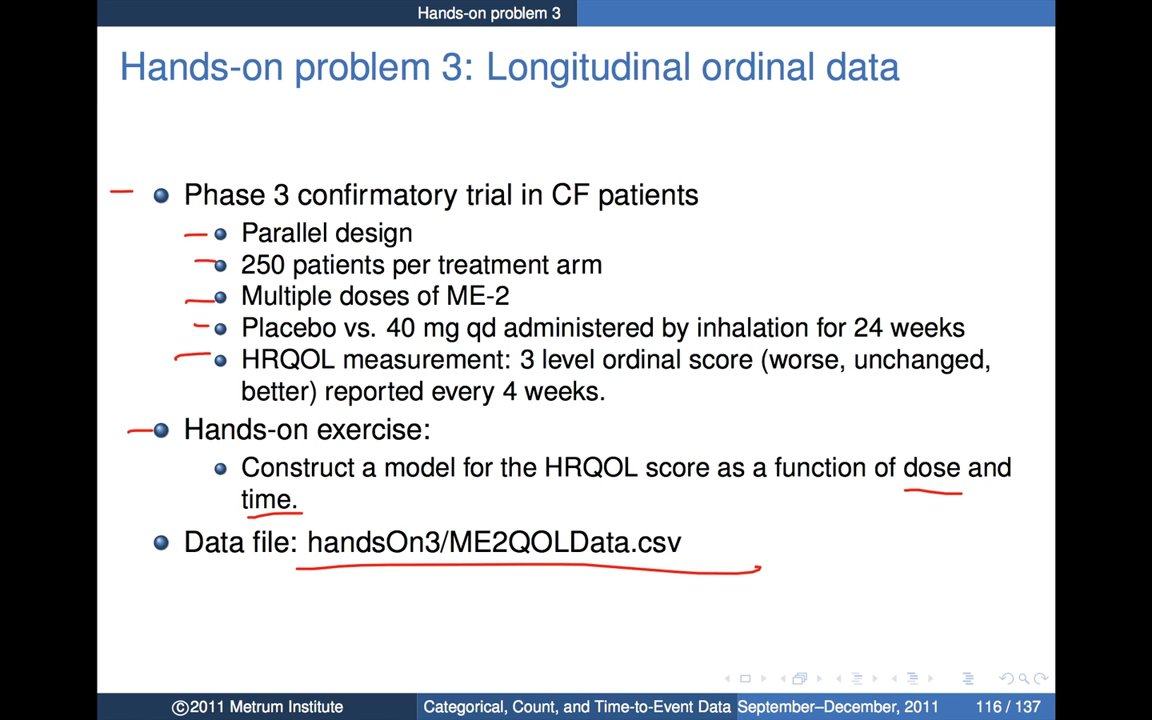 Hands-on problem 3
Hands-on problem 3: Longitudinal ordinal data
Phase 3 confirmatory trial in CF patients
Parallel design
250 patients per treatment arm
Multiple doses of ME-2
Placebo vs. 40 mg qd administered by inhalation for 24 weeks
HRQOL measurement: 3 level ordinal score (worse, unchanged,
better) reported every 4 weeks.
Hands-on exercise:
Construct a model for the HRQOL score as a function of dose and
time.
Data file: handsOn3/ME2QOLData.csv
©2011 Metrum Institute Categorical, Count, and Time-to-Event Data September–December, 2011 116 / 137